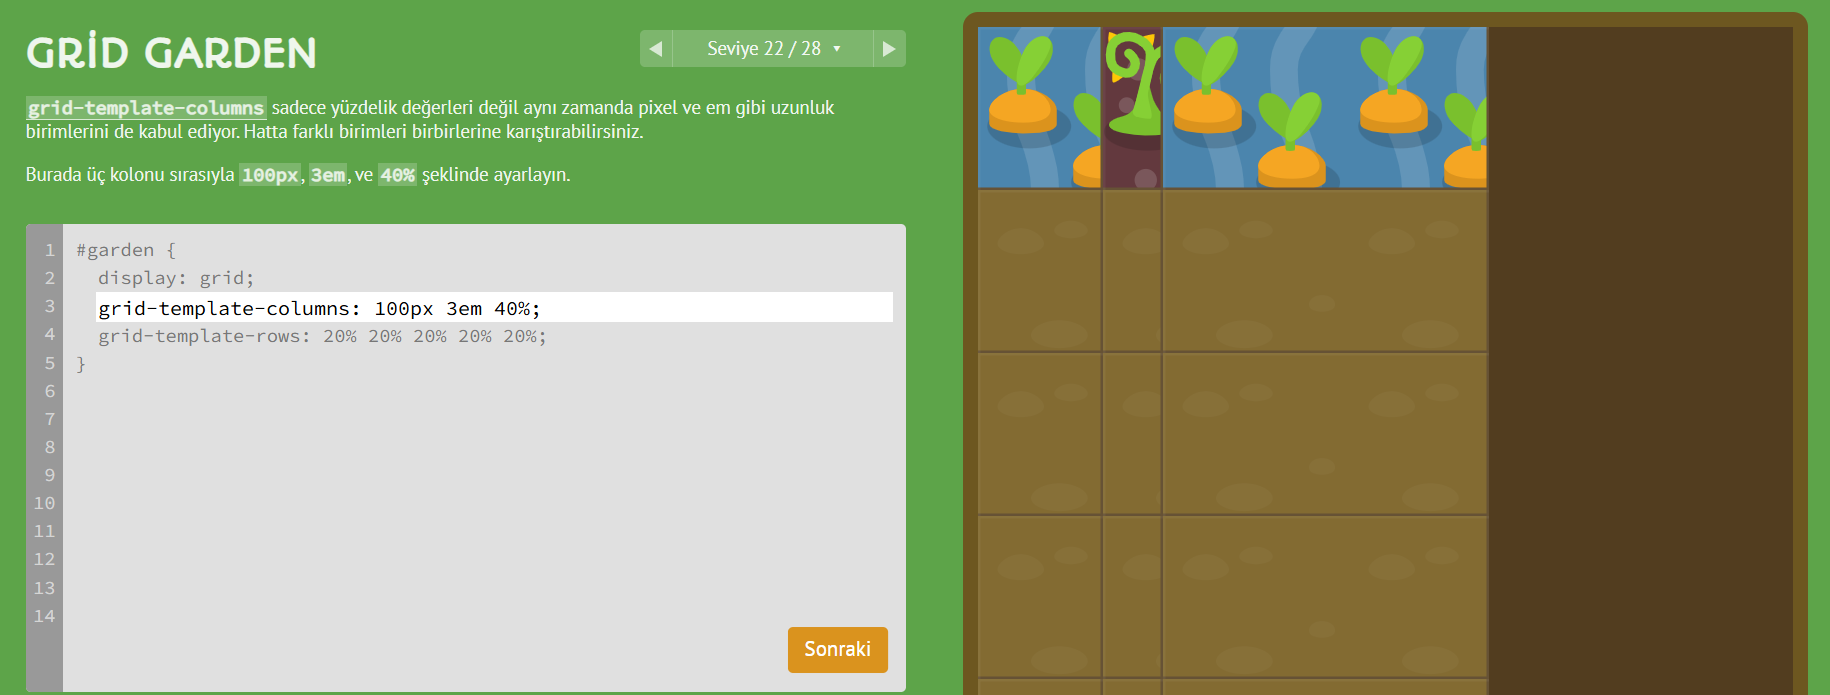 GRİD GARDEN
◀ Seviye 22 / 28 ▾ ▶
grid-template-columns sadece yüzdelik değerleri değil aynı zamanda pixel ve em gibi uzunluk
birimlerini de kabul ediyor. Hatta farklı birimleri birbirlerine karıştırabilirsiniz.
Burada üç kolonu sırasıyla 100px, 3em, ve 40% şeklinde ayarlayın.
1 #garden {
2 display: grid;
3 grid-template-columns: 100px 3em 40%;
4 grid-template-rows: 20% 20% 20% 20% 20%;
5 }
6
7
8
9
10
11
12
13
14
Sonraki